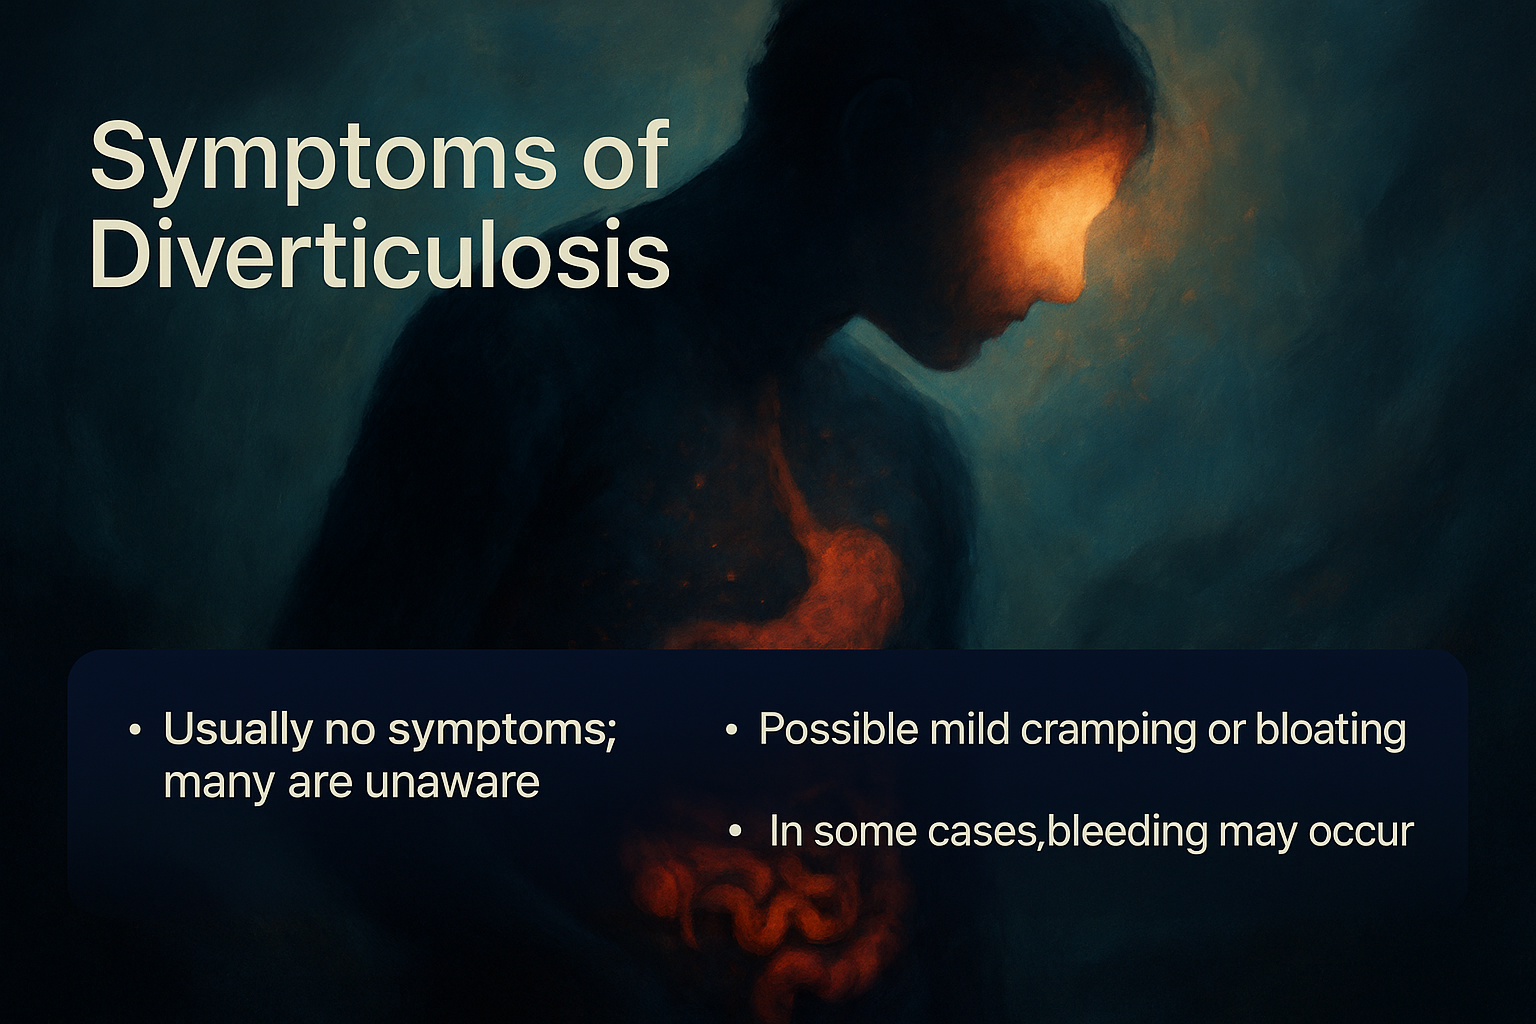 Symptoms of
Diverticulosis
• Usually no symptoms;
many are unaware
• Possible mild cramping or bloating
• In some cases,bleeding may occur